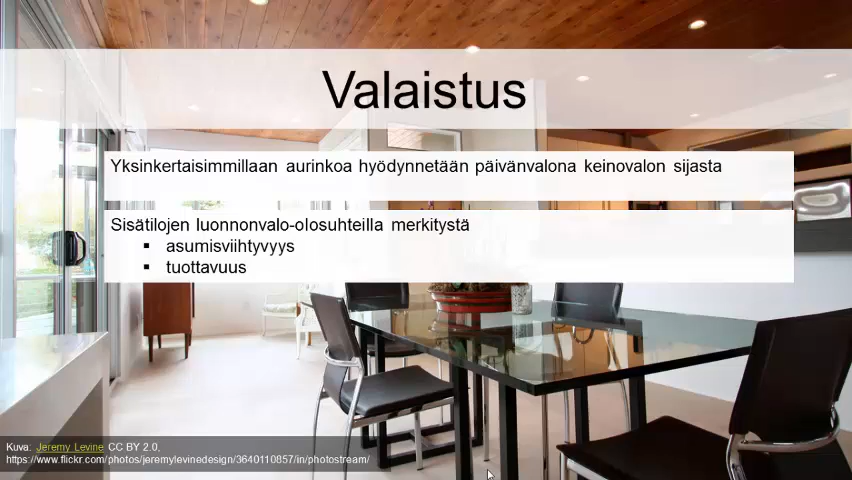 Valaistus
Yksinkertaisimmillaan aurinkoa hyödynnetään päivänvalona keinovalon sijasta
Sisätilojen luonnonvalo-olosuhteilla merkitystä
▪ asumisviihtyvyys
▪ tuottavuus
Kuva: Jeremy Levine CC BY 2.0,
https://www.flickr.com/photos/jeremylevinedesign/3640110857/in/photostream/